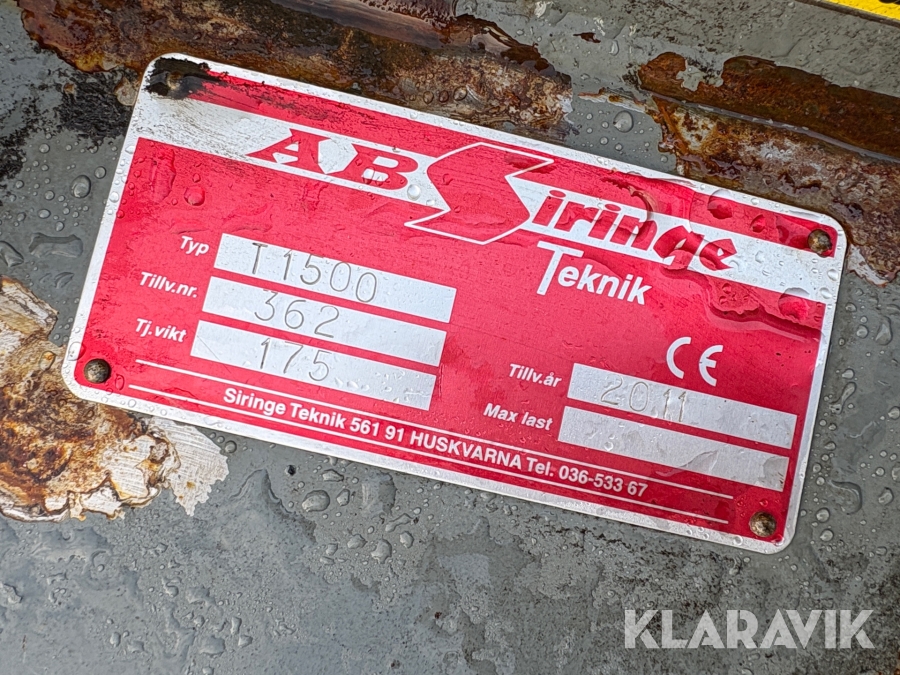 AB Siringe
Teknik
Typ T1500
Tillv.nr. 362
Tj.vikt 175
CE
Tillv.år 2011
Max last
Siringe Teknik 561 91 HUSKVARNA Tel. 036-533 67
KLARAVIK